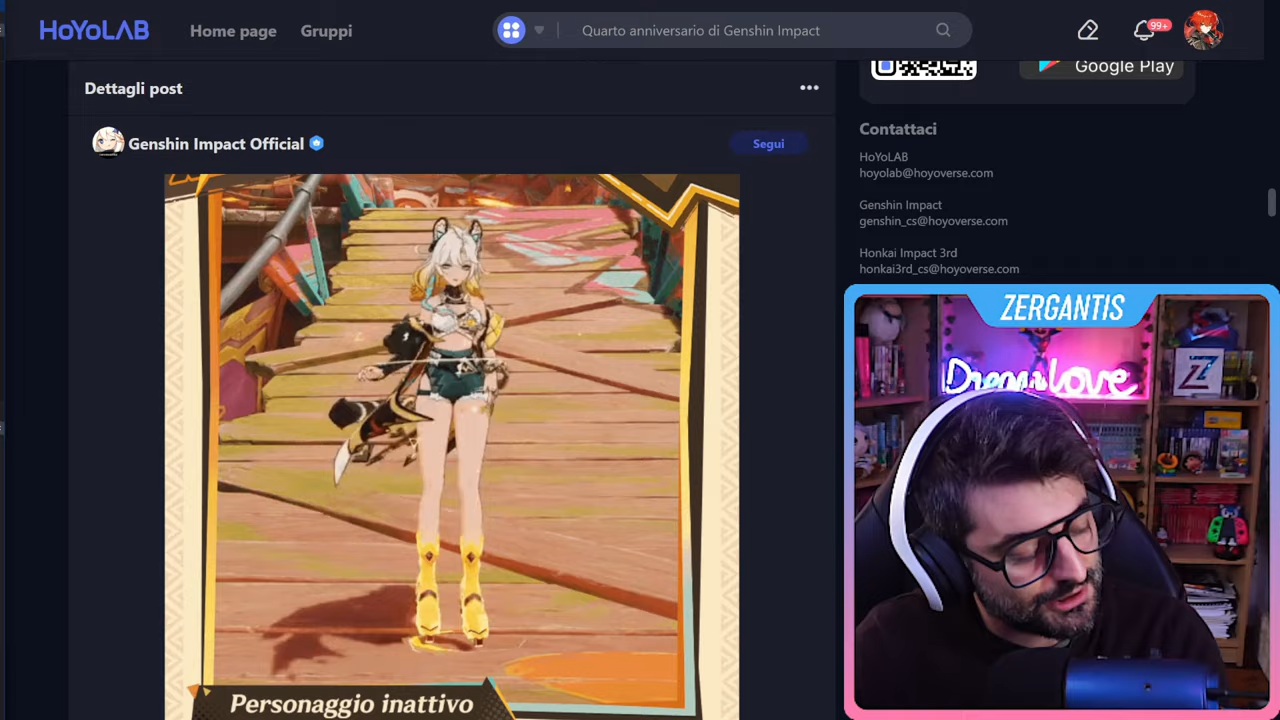 HoYoLAB
Home page
Gruppi
Quarto anniversario di Genshin Impact
99+
Google Play
Dettagli post
Genshin Impact Official
Segui
Contattaci
HoYoLAB
hoyolab@hoyoverse.com
Genshin Impact
genshin_cs@hoyoverse.com
Honkai Impact 3rd
honkai3rd_cs@hoyoverse.com
ZERGANTIS
Personaggio inattivo